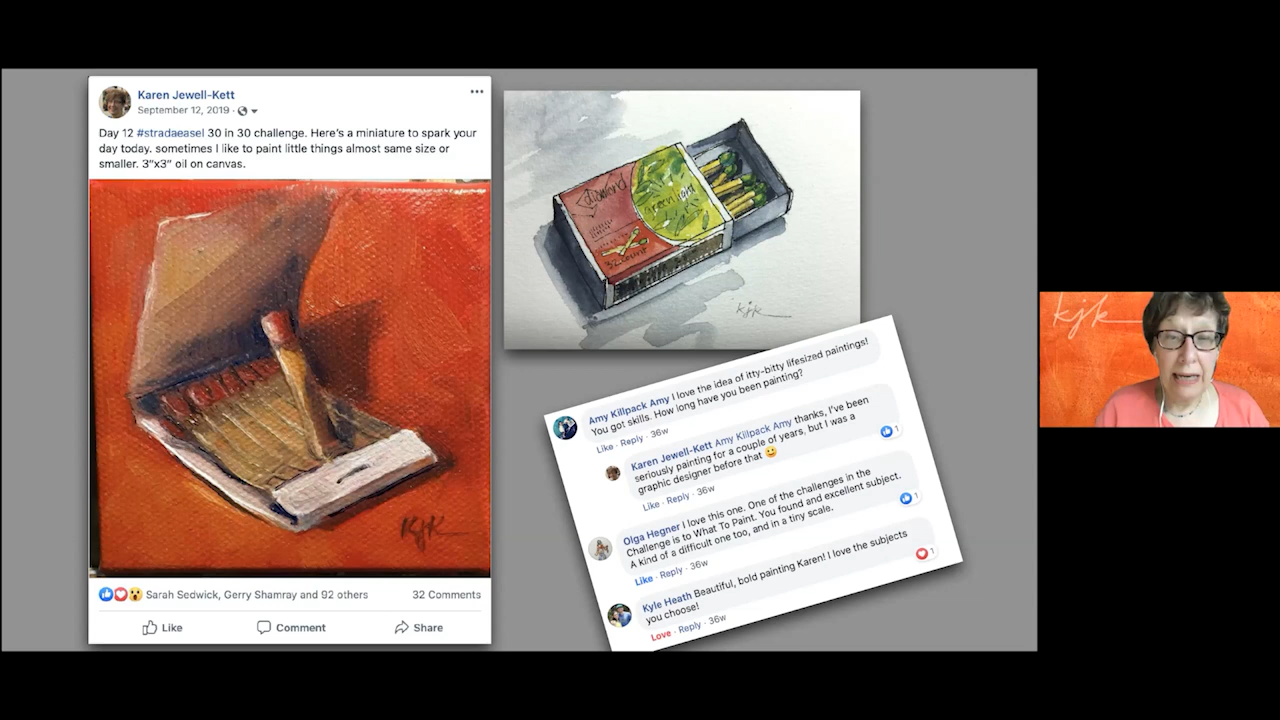 Karen Jewell-Kett
September 12, 2019 ·
Day 12 #stradaeasel 30 in 30 challenge. Here's a miniature to spark your
day today. sometimes I like to paint little things almost same size or
smaller. 3"x3" oil on canvas.
KJK
Sarah Sedwick, Gerry Shamray and 92 others
32 Comments
Like
Comment
Share
diamond
greenlight
32 count
kjk
Amy Killpack Amy I love the idea of itty-bitty lifesized paintings!
You got skills. How long have you been painting?
Like · Reply · 36w
Karen Jewell-Kett Amy Killpack Amy thanks, I've been
seriously painting for a couple of years, but I was a
graphic designer before that 😀
1
Like · Reply · 36w
Olga Hegner I love this one. One of the challenges in the
Challenge is to What To Paint. You found and excellent subject.
A kind of a difficult one too, and in a tiny scale.
1
Like · Reply · 36w
Kyle Heath Beautiful, bold painting Karen! I love the subjects
you choose!
1
Love · Reply · 36w
kjk